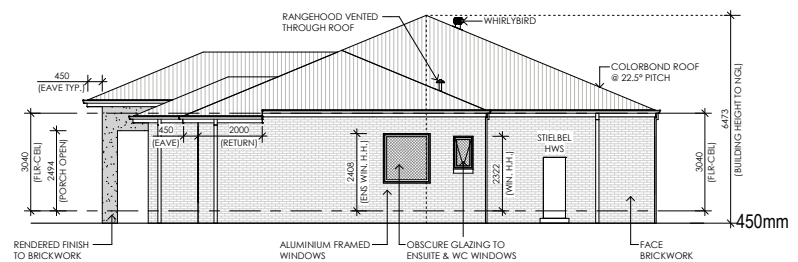 RANGEHOOD VENTED
THROUGH ROOF
WHIRLYBIRD
450
(EAVE TYP.)
COLORBOND ROOF
@ 22.5° PITCH
6473
(BUILDING HEIGHT TO NGL)
3040
(FLR-CEIL)
2494
(PORCH OPEN)
450
(EAVE)
2000
(RETURN)
2408
(ENS WIN. H.H.)
2322
(WIN. H.H.)
STIELBEL
HWS
3040
(FLR-CEIL)
450mm
RENDERED FINISH
TO BRICKWORK
ALUMINIUM FRAMED
WINDOWS
OBSCURE GLAZING TO
ENSUITE & WC WINDOWS
FACE
BRICKWORK